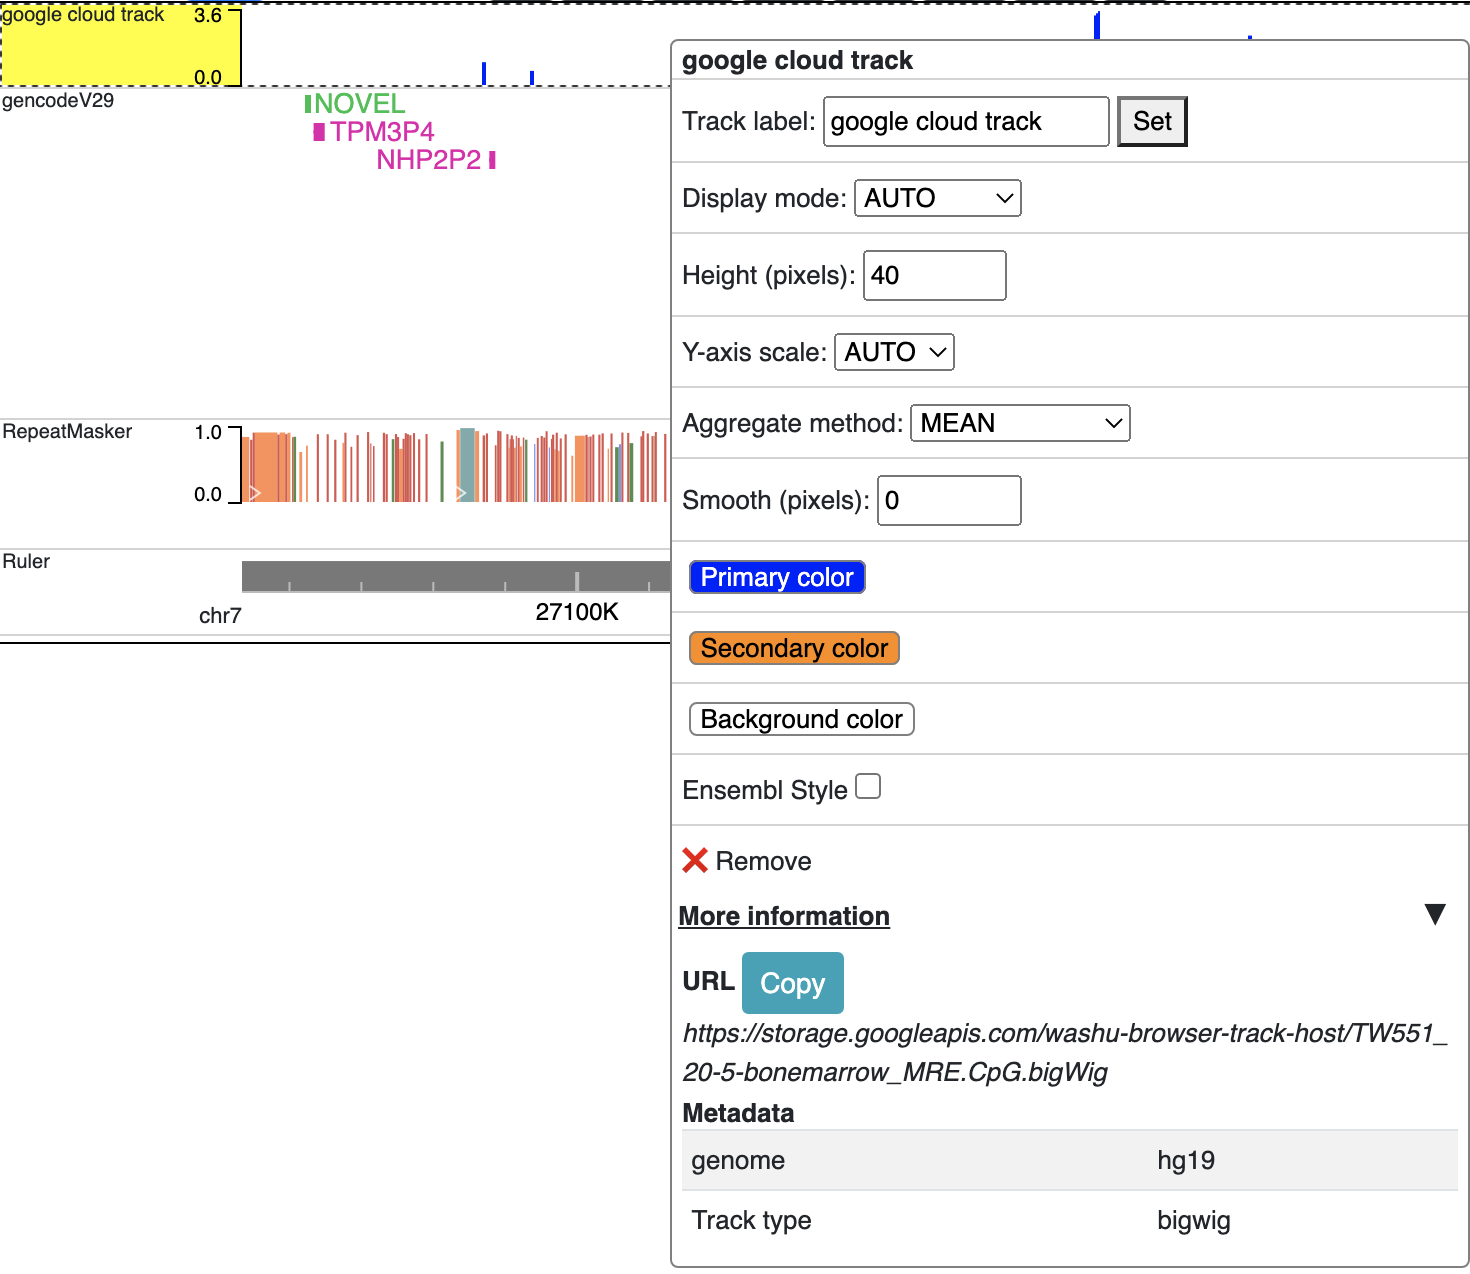 google cloud track
3.6
0.0
gencodeV29
NOVEL
TPM3P4
NHP2P2
RepeatMasker
1.0
0.0
Ruler
chr7
27100K
google cloud track
Track label: google cloud track Set
Display mode: AUTO
Height (pixels): 40
Y-axis scale: AUTO
Aggregate method: MEAN
Smooth (pixels): 0
Primary color
Secondary color
Background color
Ensembl Style
Remove
More information
URL Copy
https://storage.googleapis.com/washu-browser-track-host/TW551_
20-5-bonemarrow_MRE.CpG.bigWig
Metadata
genome hg19
Track type bigwig